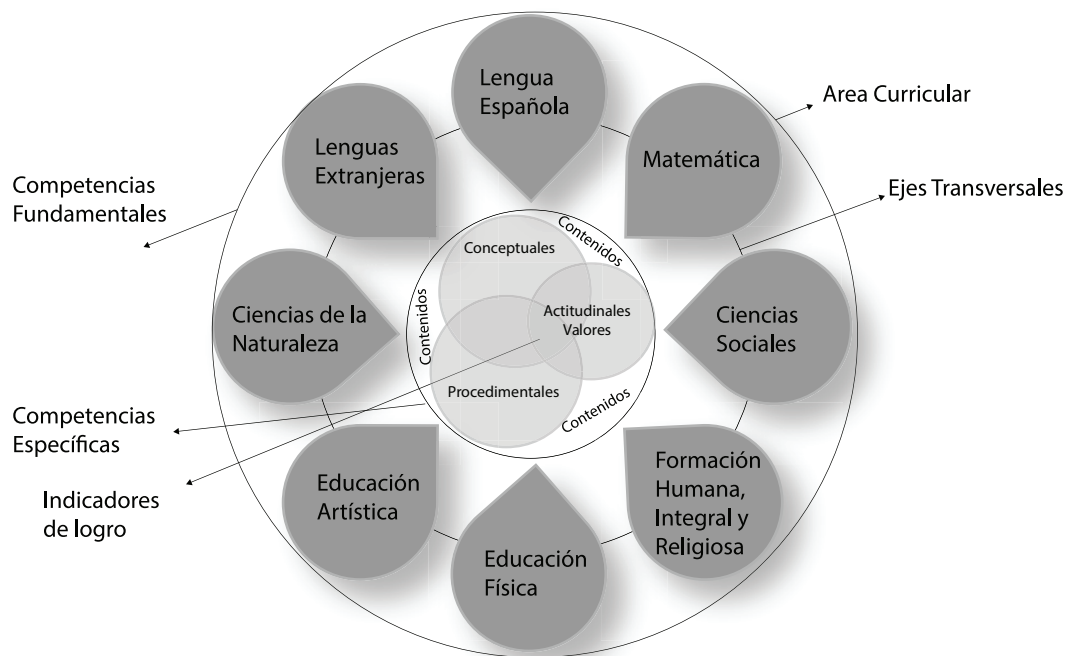 Lengua
Española
Area Curricular
Lenguas
Extranjeras
Matemática
Competencias
Fundamentales
Ejes Transversales
Conceptuales
Contenidos
Contenidos
Actitudinales
Valores
Ciencias de la
Naturaleza
Ciencias
Sociales
Procedimentales
Contenidos
Competencias
Específicas
Indicadores
de logro
Educación
Artística
Formación
Humana,
Integral y
Religiosa
Educación
Física